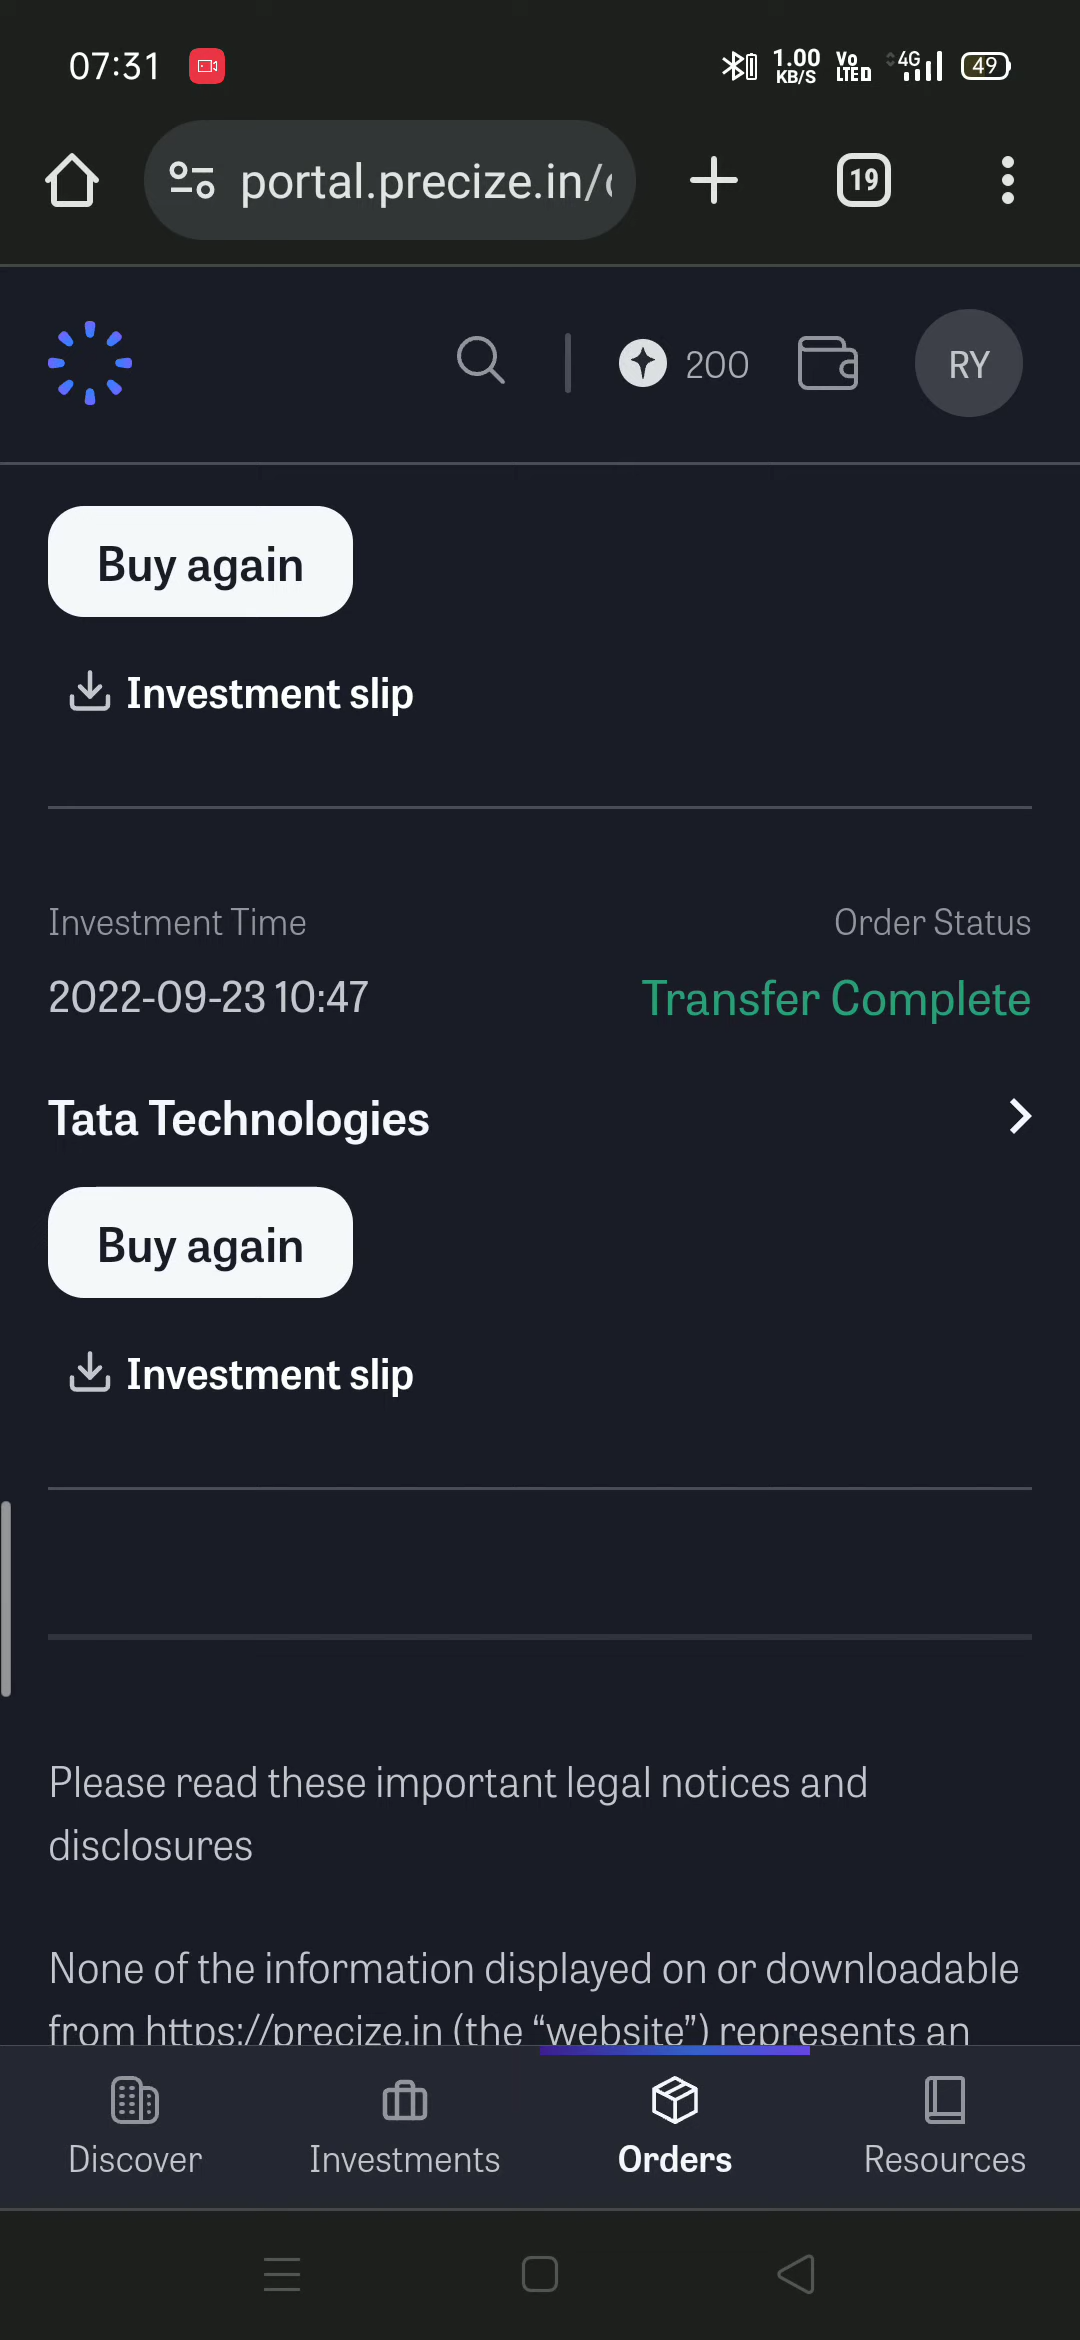 07:31
1.00
KB/S
Vo
LTE D
4G
49
portal.precize.in/
19
200
RY
Buy again
Investment slip
Investment Time
Order Status
2022-09-23 10:47
Transfer Complete
Tata Technologies
Buy again
Investment slip
Please read these important legal notices and
disclosures
None of the information displayed on or downloadable
from https://precize.in (the “website”) represents an
Discover
Investments
Orders
Resources